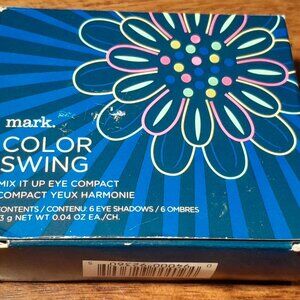 mark.
COLOR
SWING
MIX IT UP EYE COMPACT
COMPACT YEUX HARMONIE
CONTENTS / CONTENU: 6 EYE SHADOWS / 6 OMBRES
3 g NET WT 0.04 OZ EA./CH.